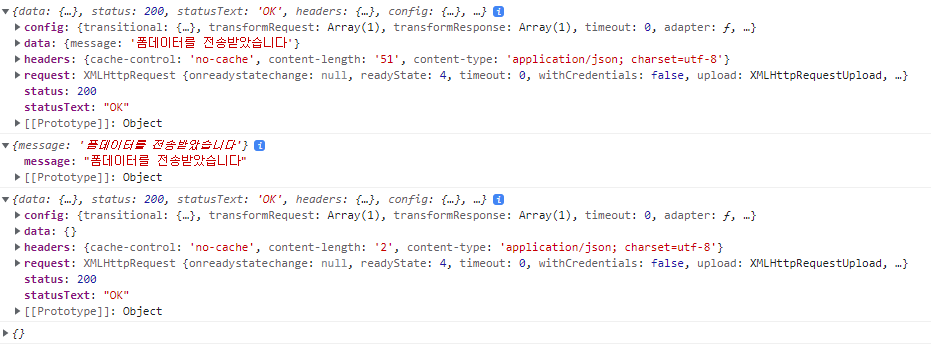 {data: {…}, status: 200, statusText: 'OK', headers: {…}, config: {…}, …}
config: {transitional: {…}, transformRequest: Array(1), transformResponse: Array(1), timeout: 0, adapter: ƒ, …}
data: {message: '폼데이터를 전송받았습니다'}
headers: {cache-control: 'no-cache', content-length: '51', content-type: 'application/json; charset=utf-8'}
request: XMLHttpRequest {onreadystatechange: null, readyState: 4, timeout: 0, withCredentials: false, upload: XMLHttpRequestUpload, …}
status: 200
statusText: "OK"
[[Prototype]]: Object
{message: '폼데이터를 전송받았습니다'}
message: "폼데이터를 전송받았습니다"
[[Prototype]]: Object
{data: {…}, status: 200, statusText: 'OK', headers: {…}, config: {…}, …}
config: {transitional: {…}, transformRequest: Array(1), transformResponse: Array(1), timeout: 0, adapter: ƒ, …}
data: {}
headers: {cache-control: 'no-cache', content-length: '2', content-type: 'application/json; charset=utf-8'}
request: XMLHttpRequest {onreadystatechange: null, readyState: 4, timeout: 0, withCredentials: false, upload: XMLHttpRequestUpload, …}
status: 200
statusText: "OK"
[[Prototype]]: Object
{}